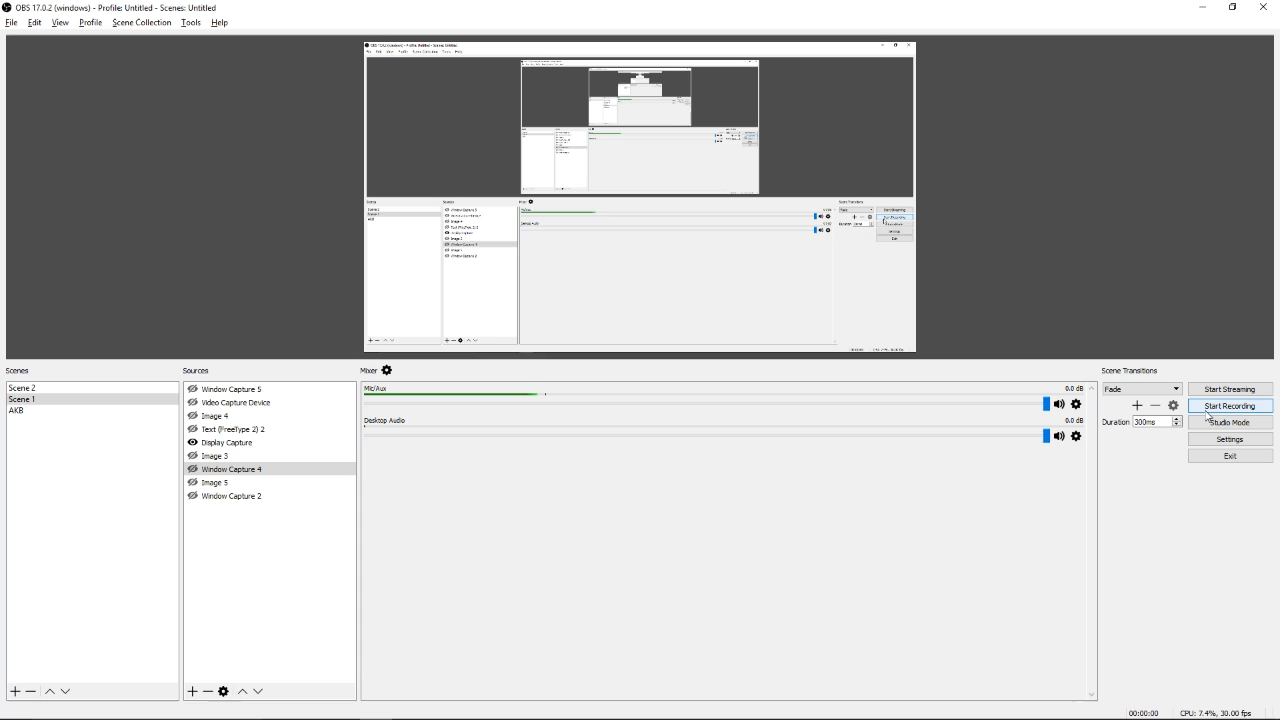 OBS 17.0.2 (windows) - Profile: Untitled - Scenes: Untitled
File Edit View Profile Scene Collection Tools Help
Scenes
Sources
Mixer
Scene Transitions
Scene 2
Scene 1
AKB
Window Capture 5
Video Capture Device
Image 4
Text (FreeType 2) 2
Display Capture
Image 3
Window Capture 4
Image 5
Window Capture 2
Mic/Aux 0.0 dB
Desktop Audio 0.0 dB
Fade
Duration 300ms
Start Streaming
Start Recording
Studio Mode
Settings
Exit
00:00:00 CPU: 7.4%, 30.00 fps